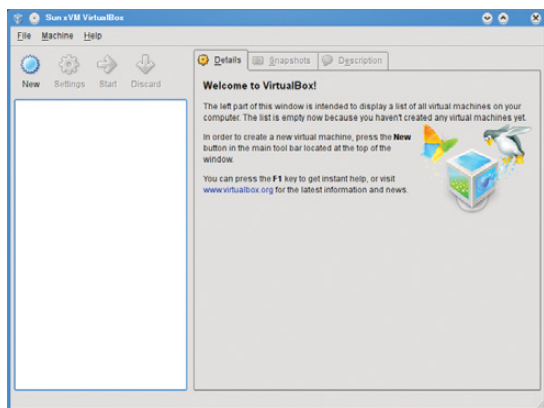 Sun xVM VirtualBox
File Machine Help
New Settings Start Discard
Details Snapshots Description
Welcome to VirtualBox!
The left part of this window is intended to display a list of all virtual machines on your
computer. The list is empty now because you haven't created any virtual machines yet.
In order to create a new virtual machine, press the New
button in the main tool bar located at the top of the
window.
You can press the F1 key to get instant help, or visit
www.virtualbox.org for the latest information and news.